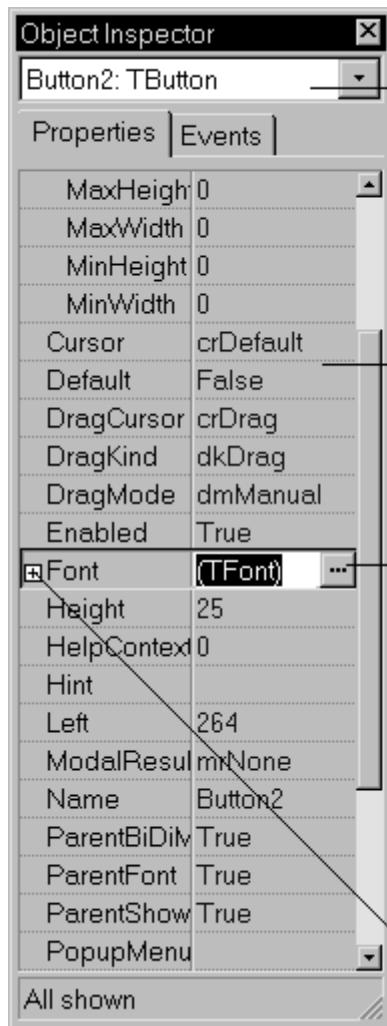 Object Inspector
Button2: TButton
Properties Events
MaxHeigh 0
MaxWidth 0
MinHeight 0
MinWidth 0
Cursor crDefault
Default False
DragCursor crDrag
DragKind dkDrag
DragMode dmManual
Enabled True
Font (TFont) ...
Height 25
HelpContext 0
Hint
Left 264
ModalResul mrNone
Name Button2
ParentBiDiM True
ParentFont True
ParentShow True
PopupMenu
All shown